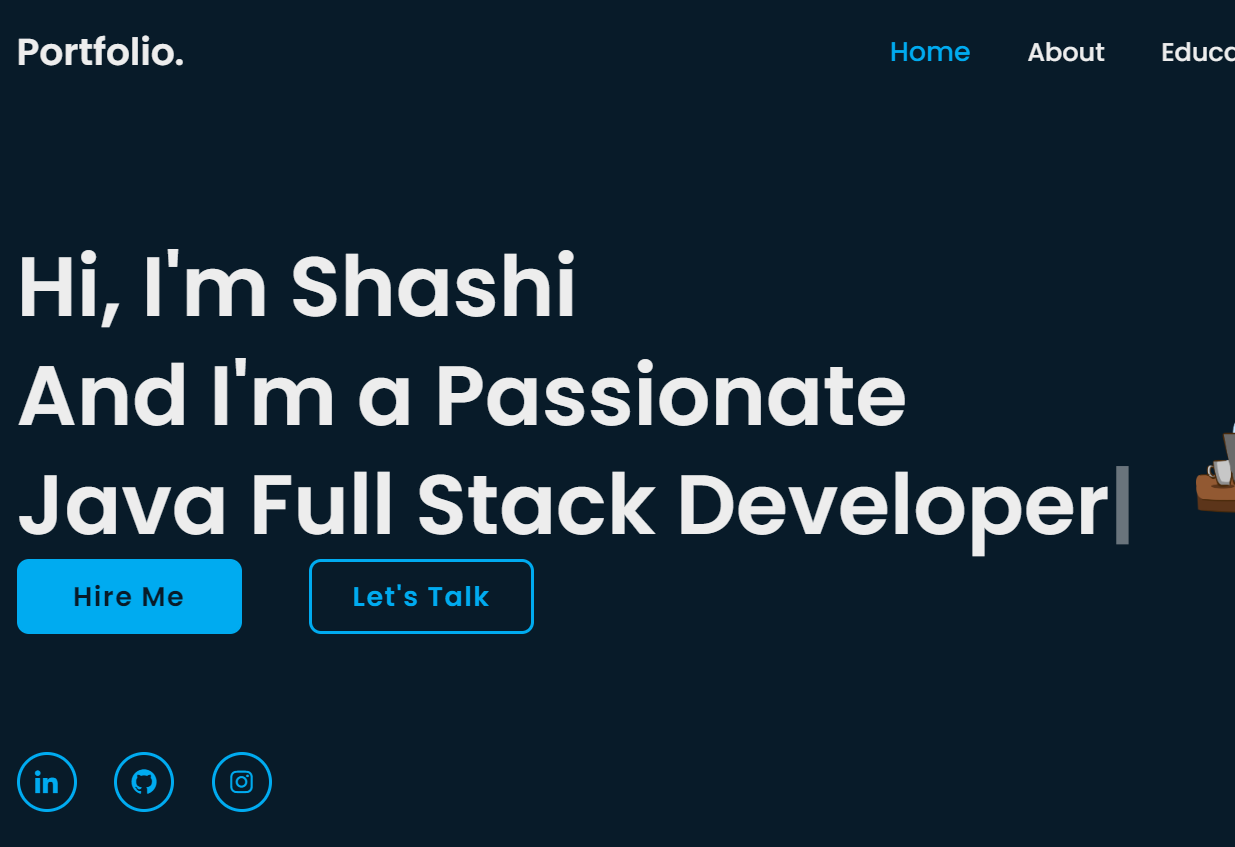 Portfolio.
Home About Educa
Hi, I'm Shashi
And I'm a Passionate
Java Full Stack Developer|
Hire Me
Let's Talk
in